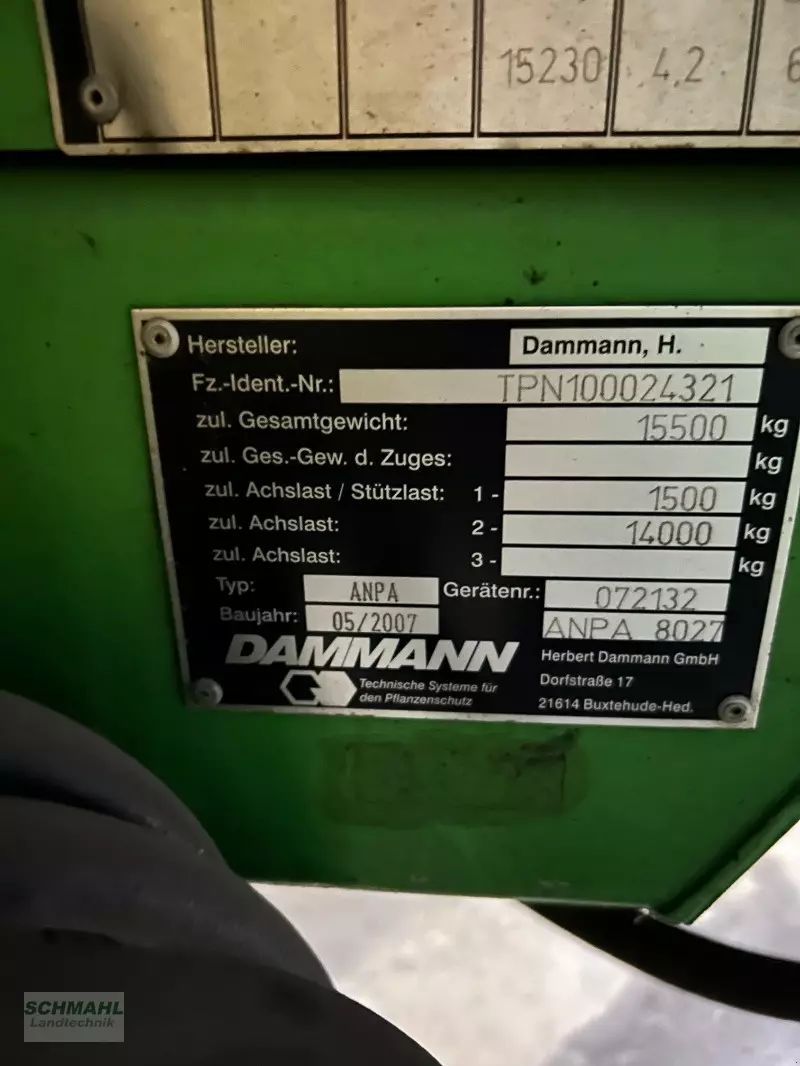 15230 4,2
Hersteller: Dammann, H.
Fz.-Ident.-Nr.: TPN100024321
zul. Gesamtgewicht: 15500 kg
zul. Ges.-Gew. d. Zuges: kg
zul. Achslast / Stützlast: 1 - 1500 kg
zul. Achslast: 2 - 14000 kg
zul. Achslast: 3 - kg
Typ: ANPA Gerätenr.: 072132
Baujahr: 05/2007 ANPA 8027
DAMMANN
Technische Systeme für
den Pflanzenschutz
Herbert Dammann GmbH
Dorfstraße 17
21614 Buxtehude-Hed.
SCHMAHL
Landtechnik